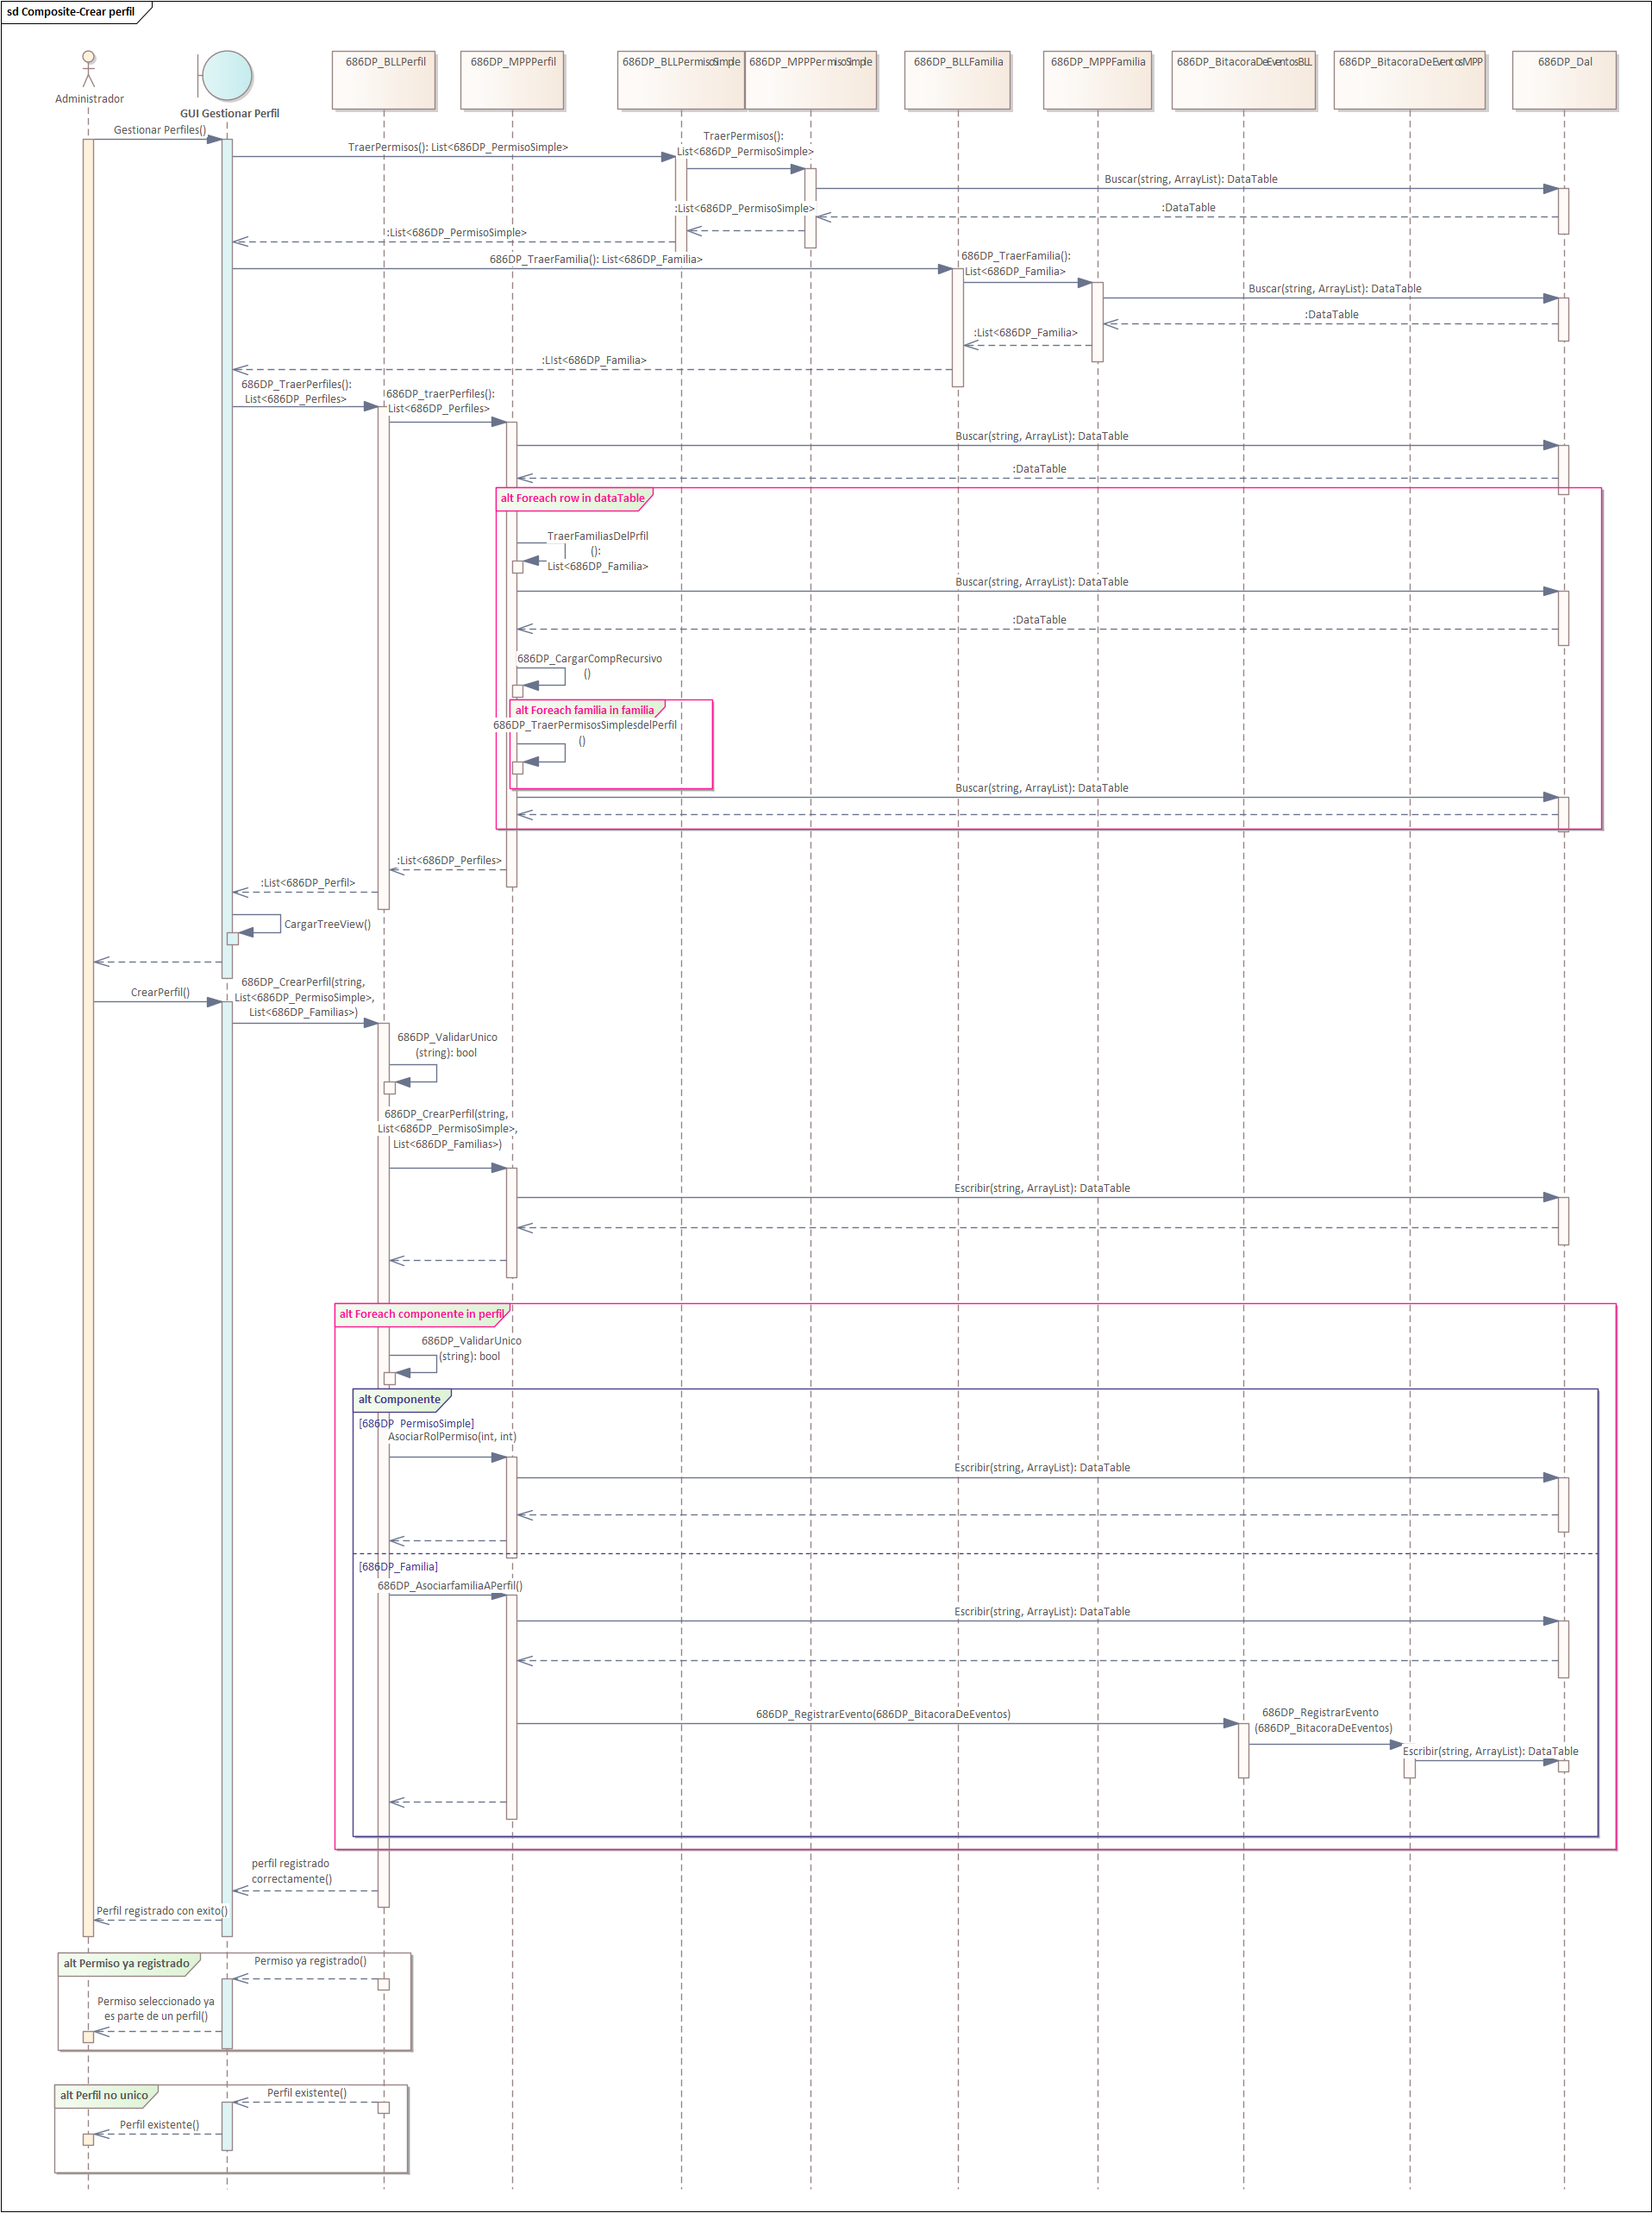 sd Composite-Crear perfil
Administrador
GUI Gestionar Perfil
686DP_BLLPerfil
686DP_MPPPerfil
686DP_BLLPermisoSimple
686DP_MPPPermisoSimple
686DP_BLLFamilia
686DP_MPPFamilia
686DP_BitacoraDeEventosBLL
686DP_BitacoraDeEventosMPP
686DP_Dal
Gestionar Perfiles()
TraerPermisos(): List<686DP_PermisoSimple>
TraerPermisos():
List<686DP_PermisoSimple>
Buscar(string, ArrayList): DataTable
:DataTable
:List<686DP_PermisoSimple>
:List<686DP_PermisoSimple>
686DP_TraerFamilia(): List<686DP_Familia>
686DP_TraerFamilia():
List<686DP_Familia>
Buscar(string, ArrayList): DataTable
:DataTable
:List<686DP_Familia>
:LIst<686DP_Familia>
686DP_TraerPerfiles():
List<686DP_Perfiles>
686DP_traerPerfiles():
List<686DP_Perfiles>
Buscar(string, ArrayList): DataTable
:DataTable
alt Foreach row in dataTable
TraerFamiliasDelPrfil
():
List<686DP_Familia>
Buscar(string, ArrayList): DataTable
:DataTable
686DP_CargarCompRecursivo
()
alt Foreach familia in familia
686DP_TraerPermisosSimplesdelPerfil
()
Buscar(string, ArrayList): DataTable
:List<686DP_Perfiles>
:List<686DP_Perfil>
CargarTreeView()
CrearPerfil()
686DP_CrearPerfil(string,
List<686DP_PermisoSimple>,
List<686DP_Familias>)
686DP_ValidarUnico
(string): bool
686DP_CrearPerfil(string,
List<686DP_PermisoSimple>,
List<686DP_Familias>)
Escribir(string, ArrayList): DataTable
alt Foreach componente in perfil
686DP_ValidarUnico
(string): bool
alt Componente
[686DP_PermisoSimple]
AsociarRolPermiso(int, int)
Escribir(string, ArrayList): DataTable
[686DP_Familia]
686DP_AsociarfamiliaAPerfil()
Escribir(string, ArrayList): DataTable
686DP_RegistrarEvento(686DP_BitacoraDeEventos)
686DP_RegistrarEvento
(686DP_BitacoraDeEventos)
Escribir(string, ArrayList): DataTable
perfil registrado
correctamente()
Perfil registrado con exito()
alt Permiso ya registrado
Permiso ya registrado()
Permiso seleccionado ya
es parte de un perfil()
alt Perfil no unico
Perfil existente()
Perfil existente()